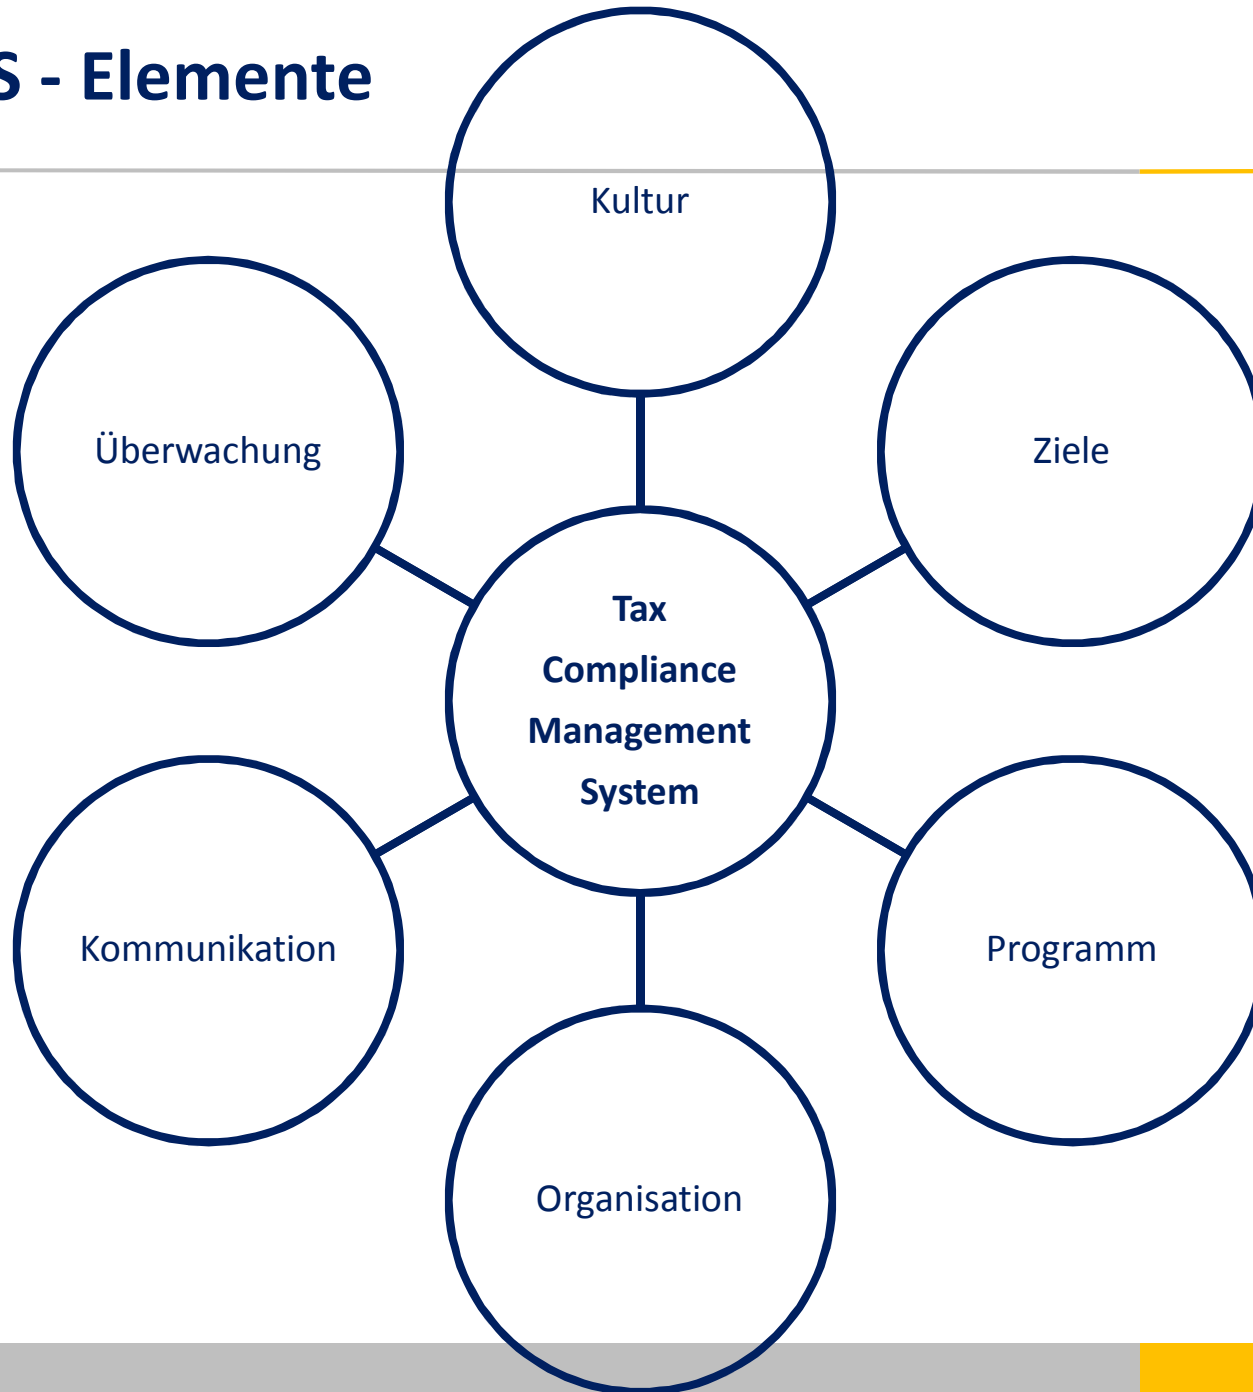 S - Elemente
Kultur
Überwachung
Ziele
Tax
Compliance
Management
System
Kommunikation
Programm
Organisation